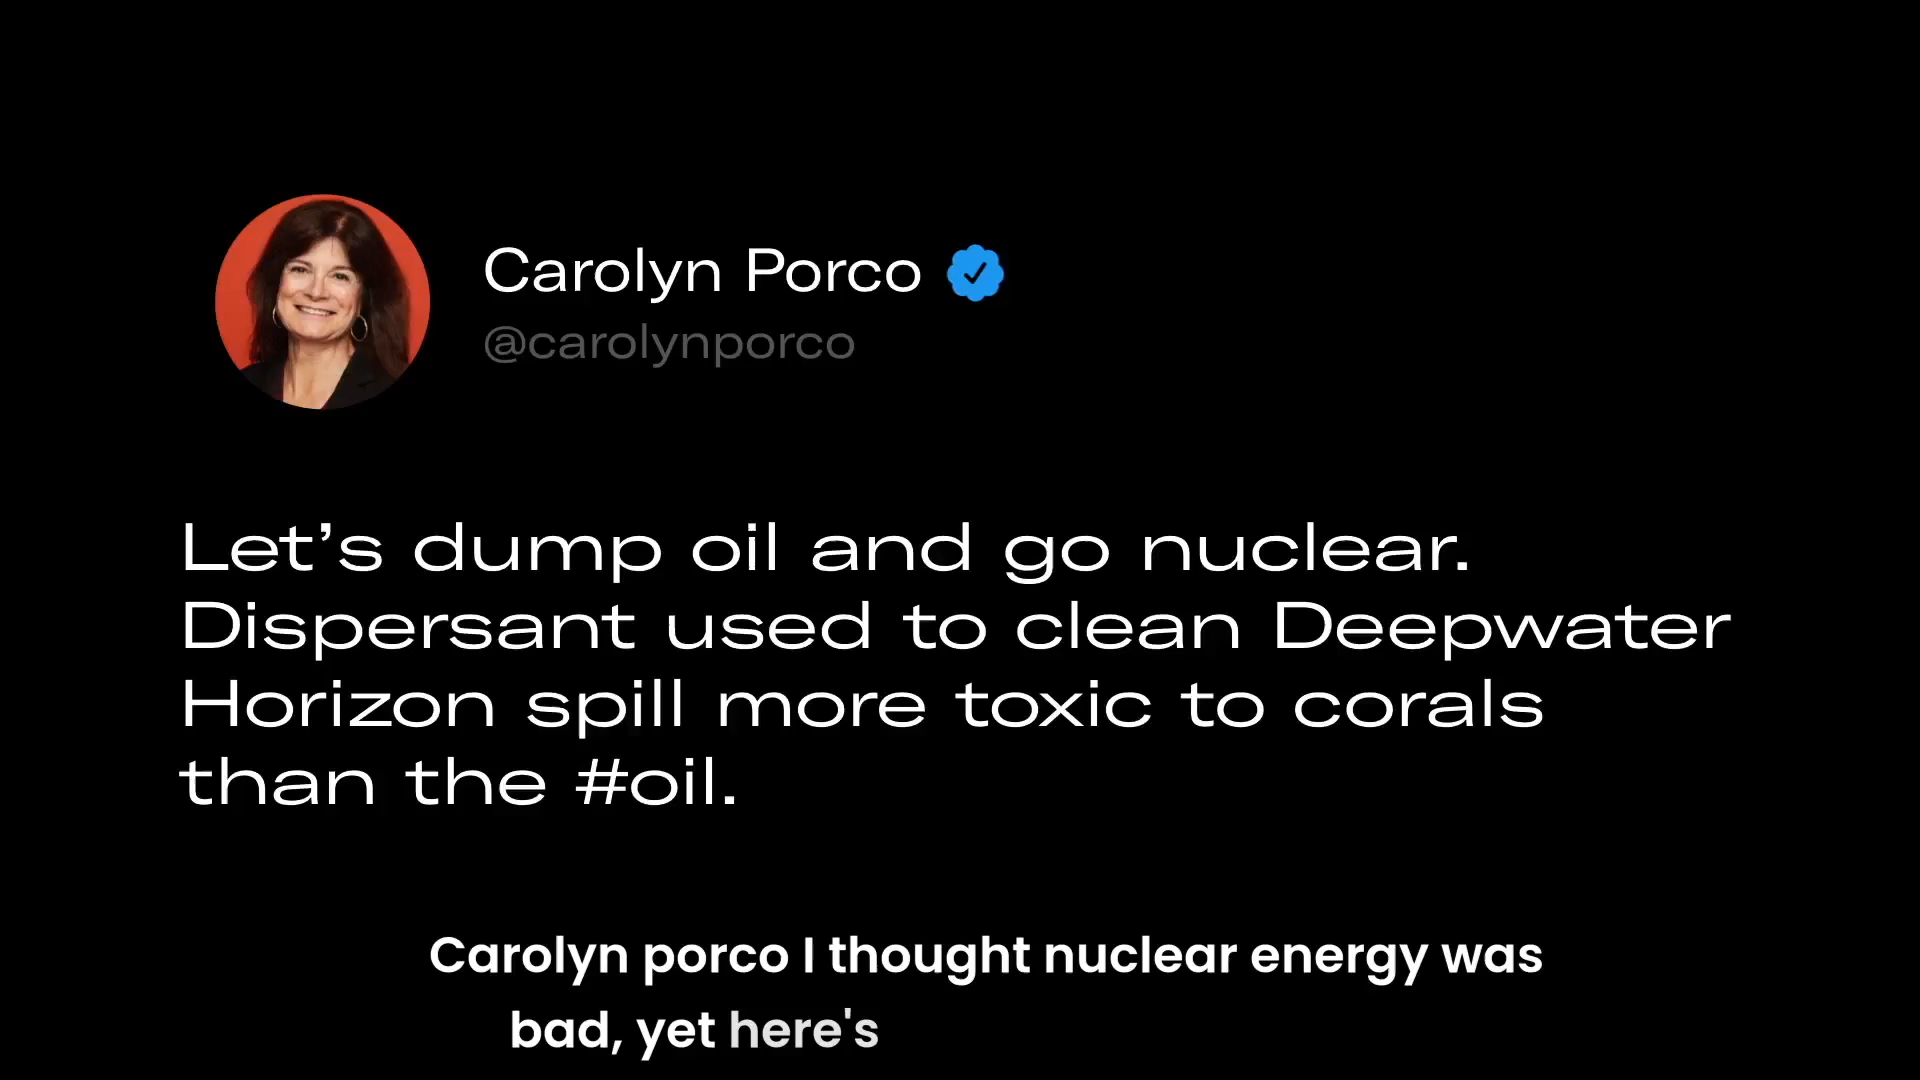 Carolyn Porco
@carolynporco
Let’s dump oil and go nuclear.
Dispersant used to clean Deepwater
Horizon spill more toxic to corals
than the #oil.
Carolyn porco I thought nuclear energy was
bad, yet here's